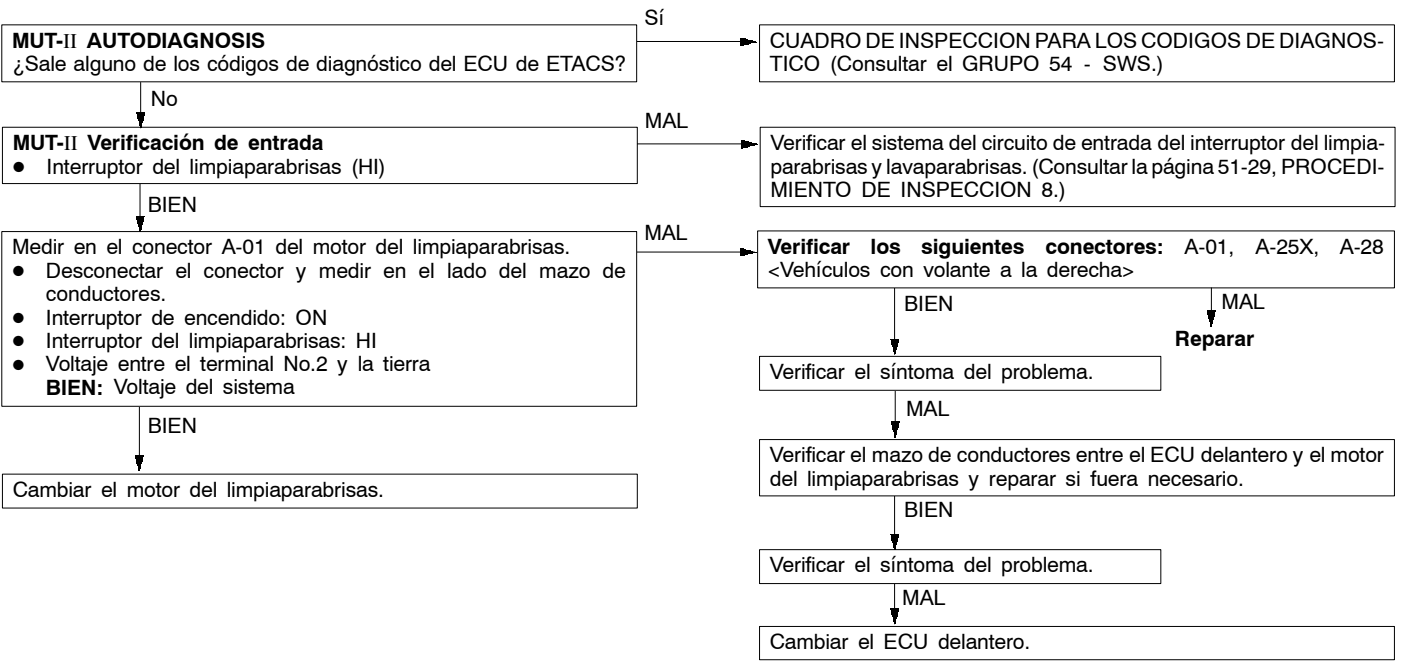 MUT-II AUTODIAGNOSIS
¿Sale alguno de los códigos de diagnóstico del ECU de ETACS?
Sí
CUADRO DE INSPECCION PARA LOS CODIGOS DE DIAGNOS-
TICO (Consultar el GRUPO 54 - SWS.)
No
MUT-II Verificación de entrada
● Interruptor del limpiaparabrisas (HI)
MAL
Verificar el sistema del circuito de entrada del interruptor del limpia-
parabrisas y lavaparabrisas. (Consultar la página 51-29, PROCEDI-
MIENTO DE INSPECCION 8.)
BIEN
Medir en el conector A-01 del motor del limpiaparabrisas.
● Desconectar el conector y medir en el lado del mazo de
conductores.
● Interruptor de encendido: ON
● Interruptor del limpiaparabrisas: HI
● Voltaje entre el terminal No.2 y la tierra
BIEN: Voltaje del sistema
MAL
Verificar los siguientes conectores: A-01, A-25X, A-28
<Vehículos con volante a la derecha>
BIEN
MAL
Reparar
Verificar el síntoma del problema.
BIEN
Cambiar el motor del limpiaparabrisas.
MAL
Verificar el mazo de conductores entre el ECU delantero y el motor
del limpiaparabrisas y reparar si fuera necesario.
BIEN
Verificar el síntoma del problema.
MAL
Cambiar el ECU delantero.